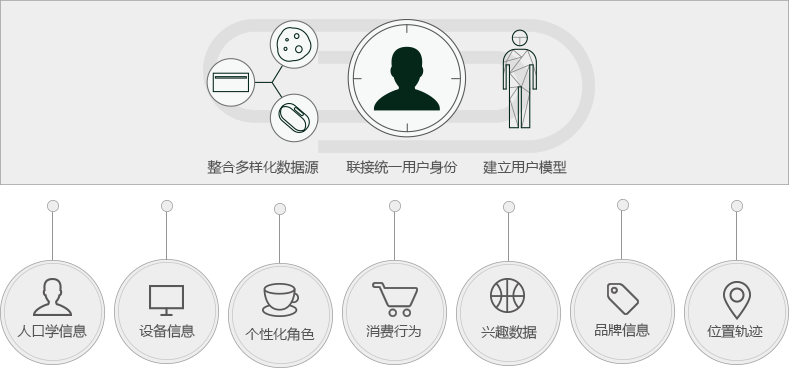 整合多样化数据源 联接统一用户身份 建立用户模型
人口学信息 设备信息 个性化角色 消费行为 兴趣数据 品牌信息 位置轨迹